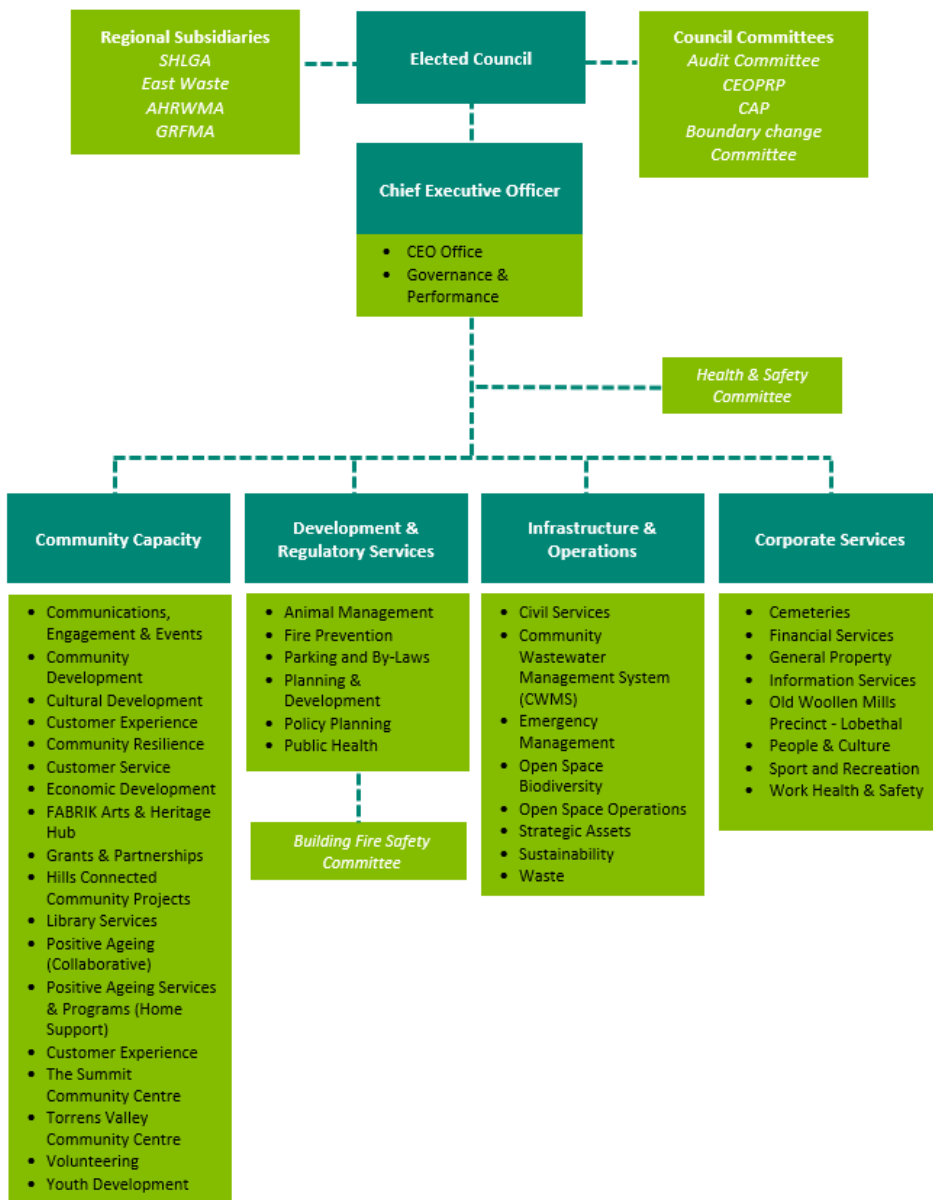 Regional Subsidiaries
SHLGA
East Waste
AHRWMA
GRFMA
Elected Council
Council Committees
Audit Committee
CEOPRP
CAP
Boundary change
Committee
Chief Executive Officer
• CEO Office
• Governance &
Performance
Health & Safety
Committee
Community Capacity
• Communications,
Engagement & Events
• Community
Development
• Cultural Development
• Customer Experience
• Community Resilience
• Customer Service
• Economic Development
• FABRIK Arts & Heritage
Hub
• Grants & Partnerships
• Hills Connected
Community Projects
• Library Services
• Positive Ageing
(Collaborative)
• Positive Ageing Services
& Programs (Home
Support)
• Customer Experience
• The Summit
Community Centre
• Torrens Valley
Community Centre
• Volunteering
• Youth Development
Development &
Regulatory Services
• Animal Management
• Fire Prevention
• Parking and By-Laws
• Planning &
Development
• Policy Planning
• Public Health
Building Fire Safety
Committee
Infrastructure &
Operations
• Civil Services
• Community
Wastewater
Management System
(CWMS)
• Emergency
Management
• Open Space
Biodiversity
• Open Space Operations
• Strategic Assets
• Sustainability
• Waste
Corporate Services
• Cemeteries
• Financial Services
• General Property
• Information Services
• Old Woollen Mills
Precinct - Lobethal
• People & Culture
• Sport and Recreation
• Work Health & Safety